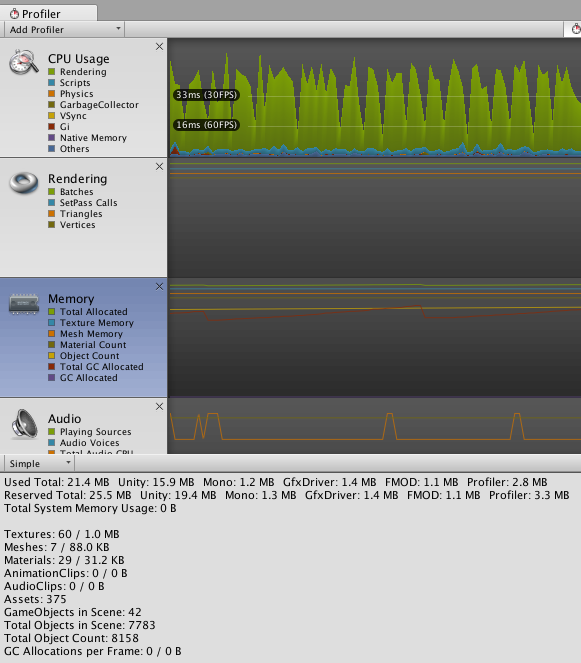 Profiler
Add Profiler
CPU Usage
Rendering
Scripts
Physics
GarbageCollector
VSync
Gi
Native Memory
Others
33ms (30FPS)
16ms (60FPS)
Rendering
Batches
SetPass Calls
Triangles
Vertices
Memory
Total Allocated
Texture Memory
Mesh Memory
Material Count
Object Count
Total GC Allocated
GC Allocated
Audio
Playing Sources
Audio Voices
Total Audio CPU
Simple
Used Total: 21.4 MB Unity: 15.9 MB Mono: 1.2 MB GfxDriver: 1.4 MB FMOD: 1.1 MB Profiler: 2.8 MB
Reserved Total: 25.5 MB Unity: 19.4 MB Mono: 1.3 MB GfxDriver: 1.4 MB FMOD: 1.1 MB Profiler: 3.3 MB
Total System Memory Usage: 0 B
Textures: 60 / 1.0 MB
Meshes: 7 / 88.0 KB
Materials: 29 / 31.2 KB
AnimationClips: 0 / 0 B
AudioClips: 0 / 0 B
Assets: 375
GameObjects in Scene: 42
Total Objects in Scene: 7783
Total Object Count: 8158
GC Allocations per Frame: 0 / 0 B